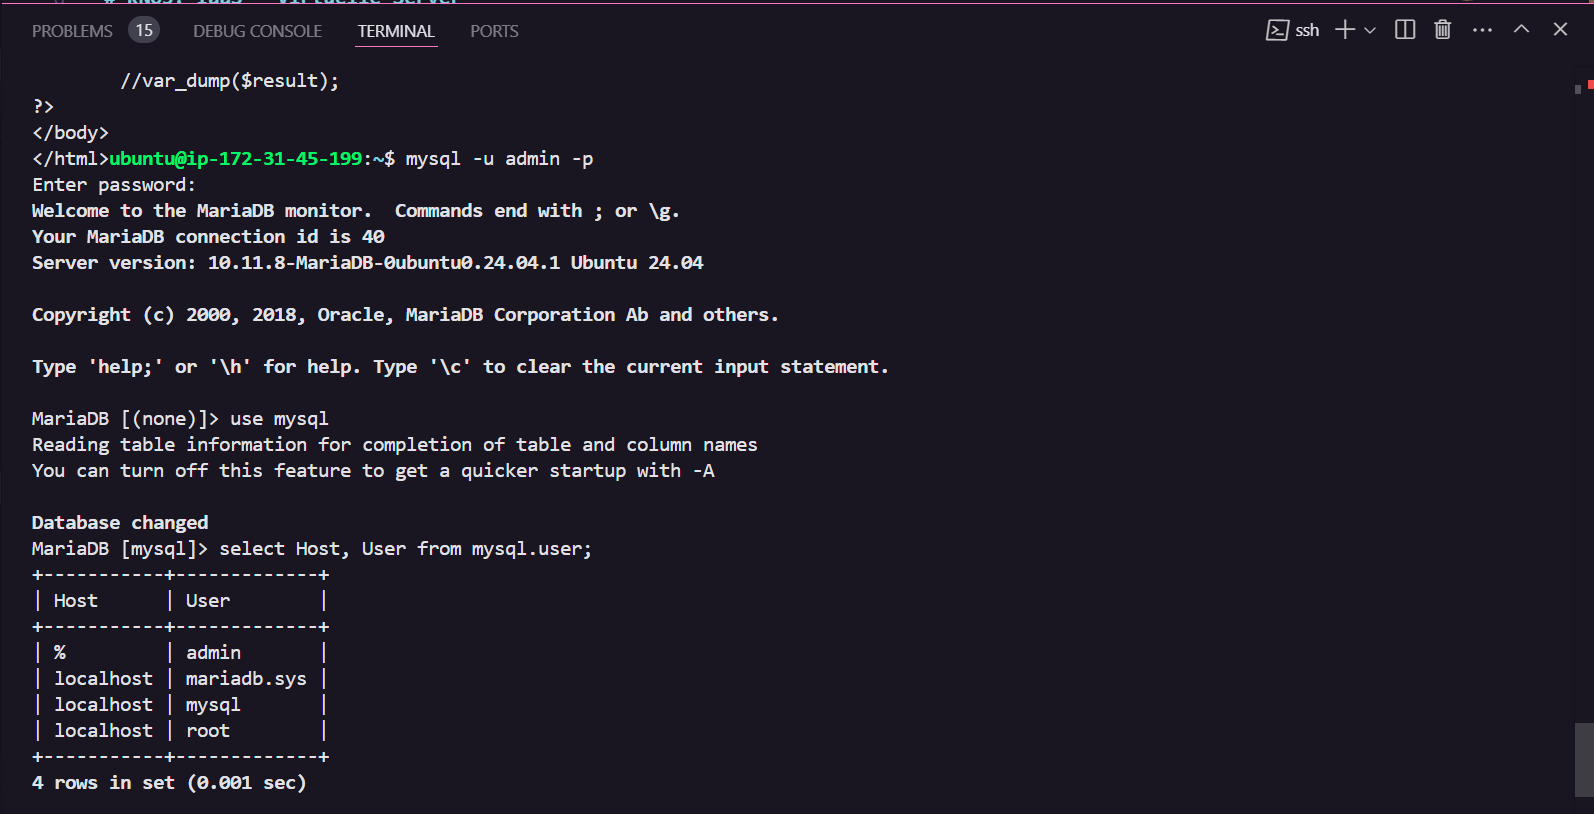 PROBLEMS 15 DEBUG CONSOLE TERMINAL PORTS ssh
//var_dump($result);
?>
</body>
</html>ubuntu@ip-172-31-45-199:~$ mysql -u admin -p
Enter password:
Welcome to the MariaDB monitor.  Commands end with ; or \g.
Your MariaDB connection id is 40
Server version: 10.11.8-MariaDB-0ubuntu0.24.04.1 Ubuntu 24.04
Copyright (c) 2000, 2018, Oracle, MariaDB Corporation Ab and others.
Type 'help;' or '\h' for help. Type '\c' to clear the current input statement.
MariaDB [(none)]> use mysql
Reading table information for completion of table and column names
You can turn off this feature to get a quicker startup with -A
Database changed
MariaDB [mysql]> select Host, User from mysql.user;
+-----------+-------------+
| Host      | User        |
+-----------+-------------+
| %         | admin       |
| localhost | mariadb.sys |
| localhost | mysql       |
| localhost | root        |
+-----------+-------------+
4 rows in set (0.001 sec)